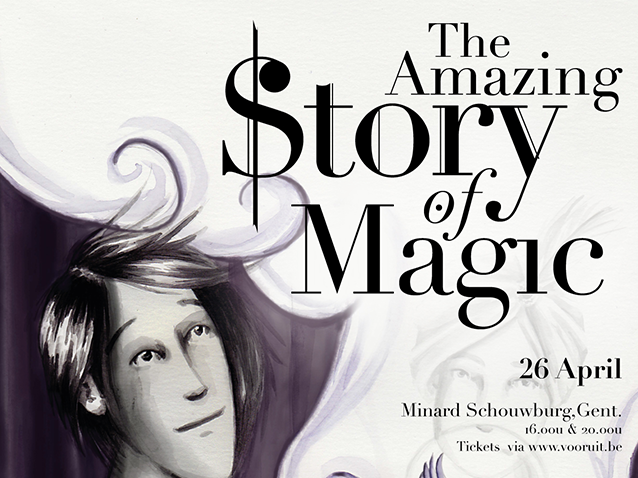 The
Amazing
$tory
of
Magic
26 April
Minard Schouwburg,Gent.
16.00u & 20.00u
Tickets via www.vooruit.be